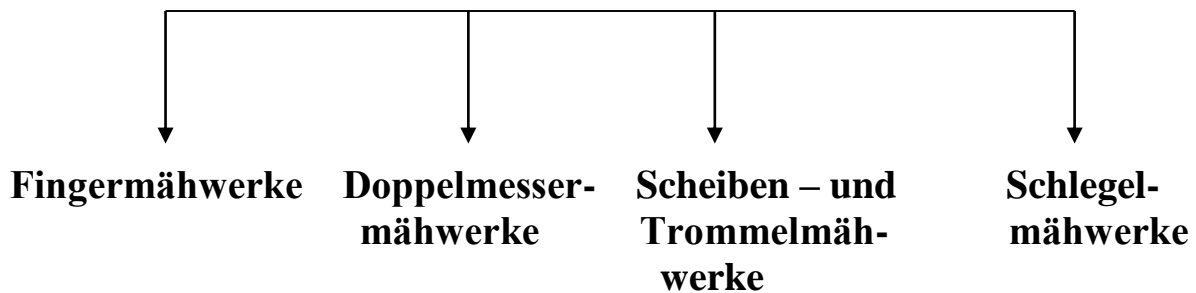 Fingermähwerke Doppelmesser- Scheiben – und Schlegel-
mähwerke Trommelmäh- mähwerke
werke